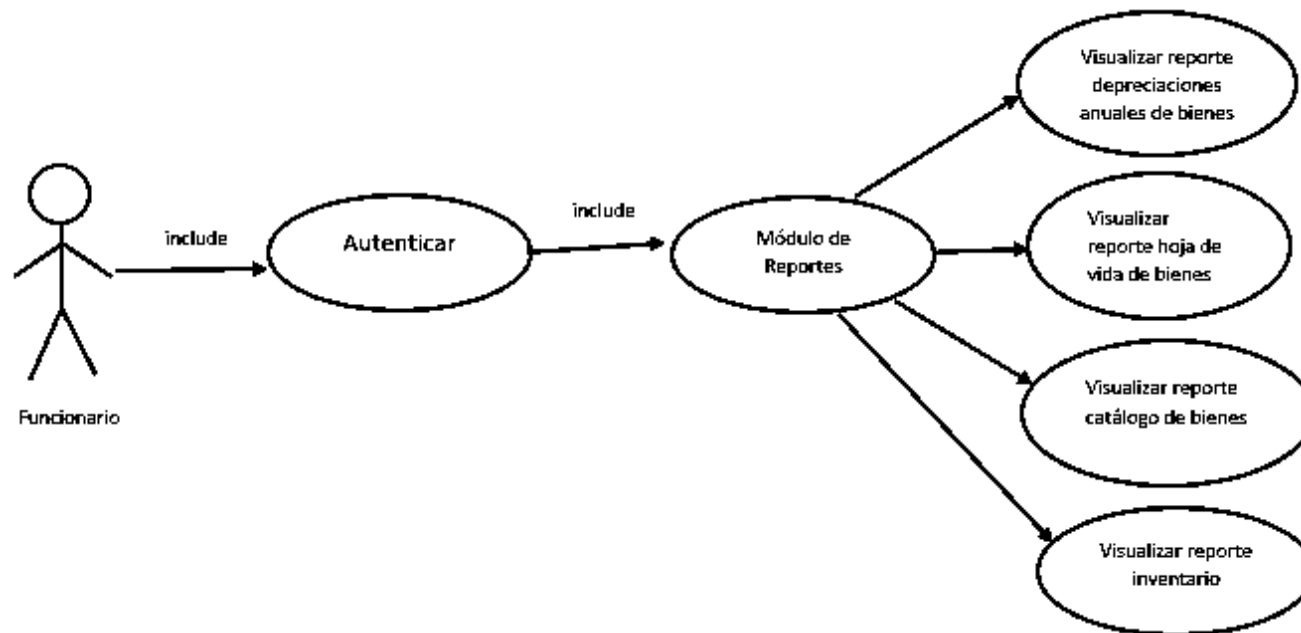 Visualizar reporte
depreciaciones
anuales de bienes
include
Autenticar
include
Módulo de
Reportes
Visualizar
reporte hoja de
vida de bienes
Visualizar reporte
catálogo de bienes
Funcionario
Visualizar reporte
inventario